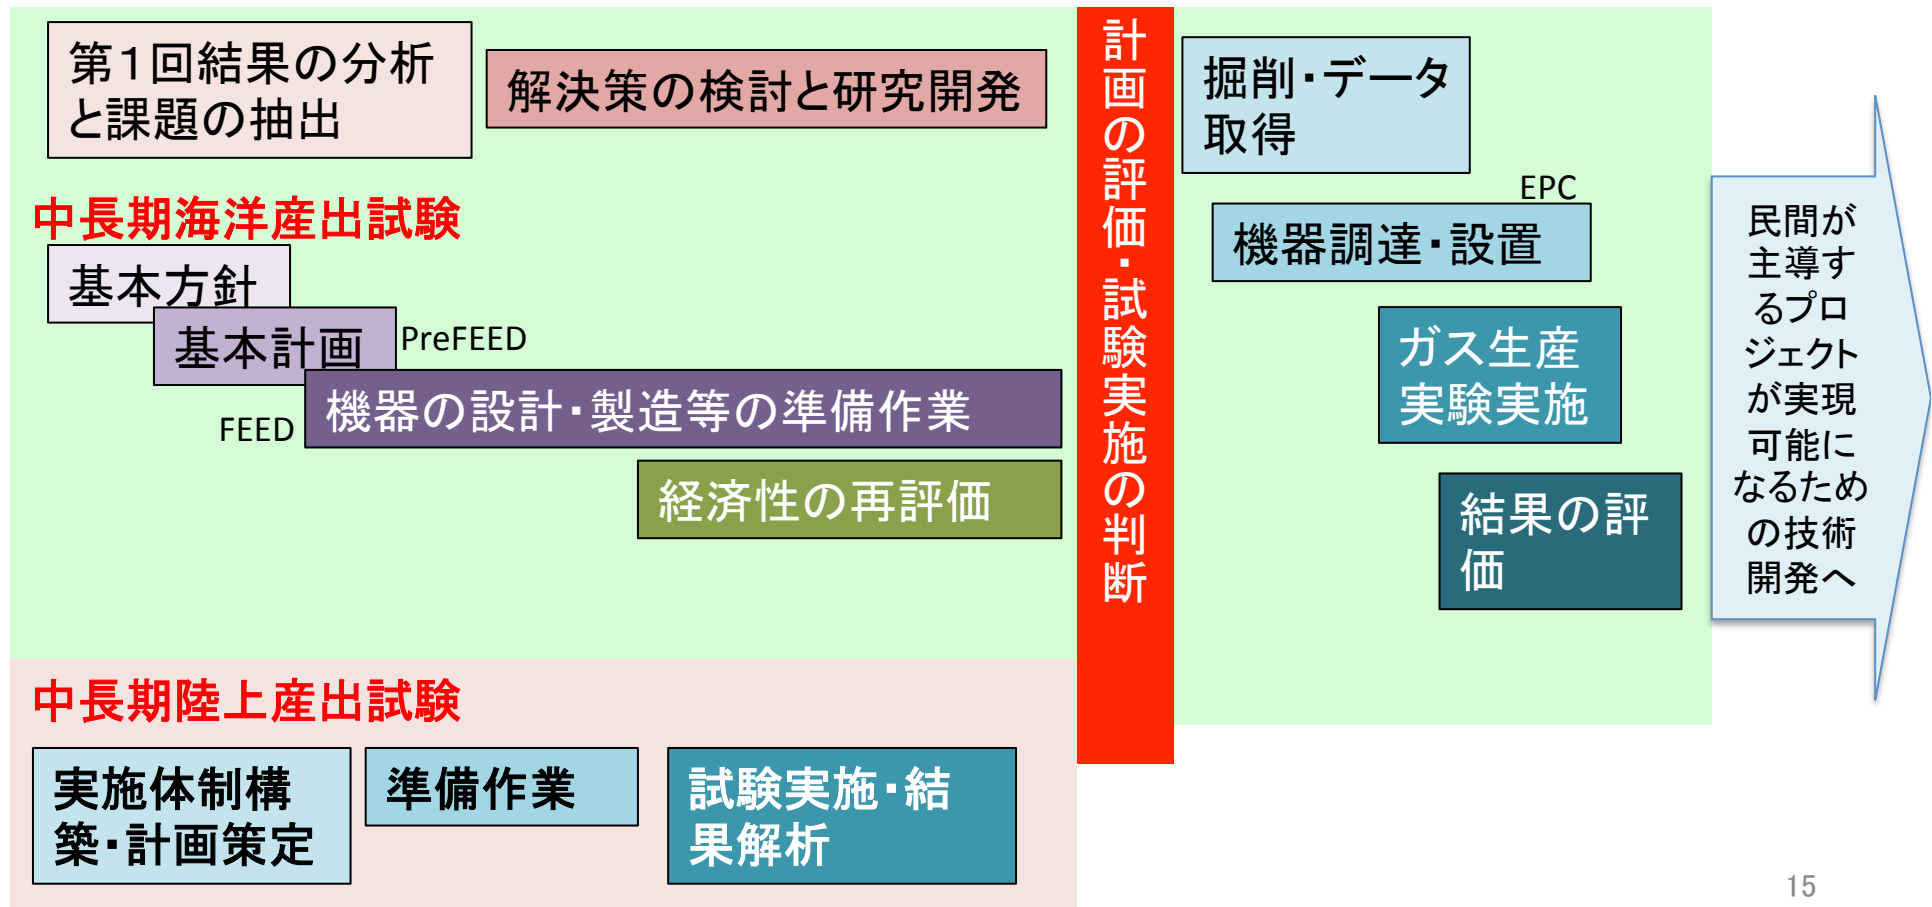 第１回結果の分析
と課題の抽出
解決策の検討と研究開発
中長期海洋産出試験
基本方針
基本計画
PreFEED
機器の設計・製造等の準備作業
FEED
経済性の再評価
中長期陸上産出試験
実施体制構
築・計画策定
準備作業
試験実施・結
果解析
計画の評価・試験実施の判断
掘削・データ
取得
EPC
機器調達・設置
ガス生産
実験実施
結果の評
価
民間が
主導す
るプロ
ジェクト
が実現
可能に
なるため
の技術
開発へ
15